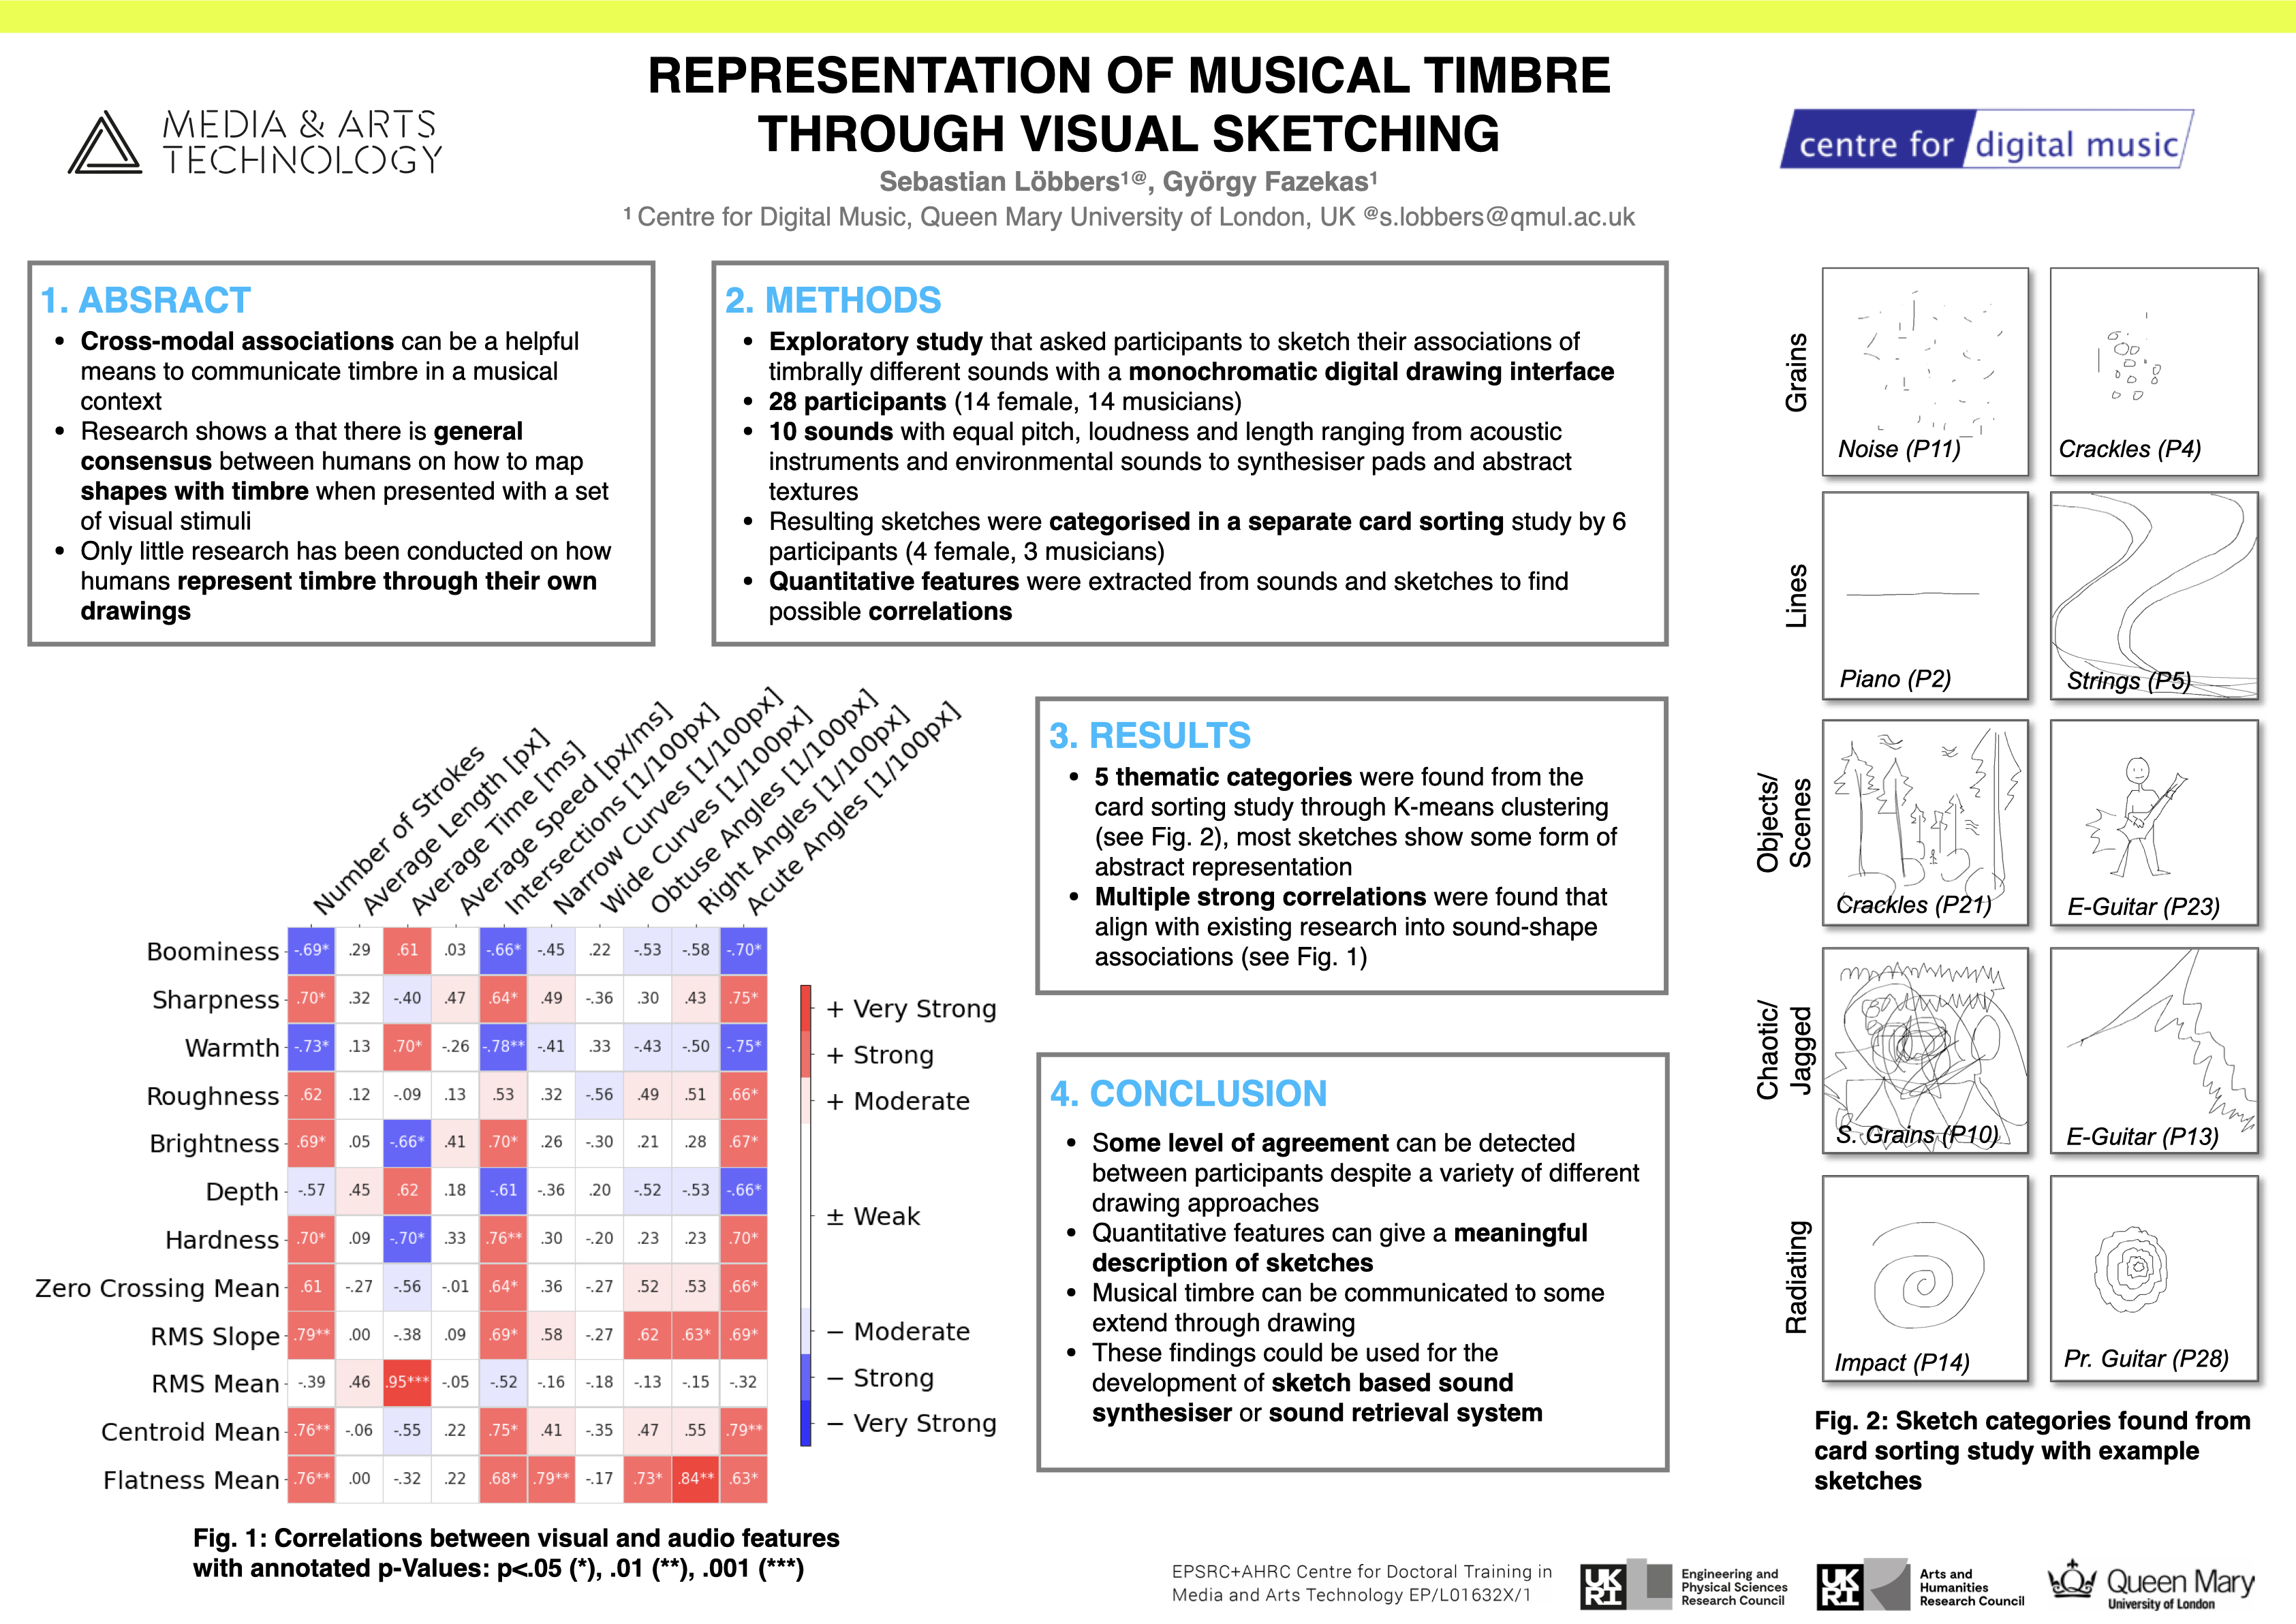 REPRESENTATION OF MUSICAL TIMBRE
THROUGH VISUAL SKETCHING
MEDIA & ARTS
TECHNOLOGY
centre for digital music
Sebastian Löbbers¹@, György Fazekas¹
¹ Centre for Digital Music, Queen Mary University of London, UK @s.lobbers@qmul.ac.uk
1. ABSRACT
• Cross-modal associations can be a helpful
means to communicate timbre in a musical
context
• Research shows a that there is general
consensus between humans on how to map
shapes with timbre when presented with a set
of visual stimuli
• Only little research has been conducted on how
humans represent timbre through their own
drawings
2. METHODS
• Exploratory study that asked participants to sketch their associations of
timbrally different sounds with a monochromatic digital drawing interface
• 28 participants (14 female, 14 musicians)
• 10 sounds with equal pitch, loudness and length ranging from acoustic
instruments and environmental sounds to synthesiser pads and abstract
textures
• Resulting sketches were categorised in a separate card sorting study by 6
participants (4 female, 3 musicians)
• Quantitative features were extracted from sounds and sketches to find
possible correlations
Number of Strokes
Average Length [px]
Average Time [ms]
Average Speed [px/ms]
Intersections [1/100px]
Narrow Curves [1/100px]
Wide Curves [1/100px]
Obtuse Angles [1/100px]
Right Angles [1/100px]
Acute Angles [1/100px]
Boominess -.69* .29 .61 .03 -.66* -.45 .22 -.53 -.58 -.70*
Sharpness .70* .32 -.40 .47 .64* .49 -.36 .30 .43 .75*
Warmth -.73* .13 .70* -.26 -.78** -.41 .33 -.43 -.50 -.75*
Roughness .62 .12 -.09 .13 .53 .32 -.56 .49 .51 .66*
Brightness .69* .05 -.66* .41 .70* .26 -.30 .21 .28 .67*
Depth -.57 .45 .62 .18 -.61 -.36 .20 -.52 -.53 -.66*
Hardness .70* .09 -.70* .33 .76** .30 -.20 .23 .23 .70*
Zero Crossing Mean .61 -.27 -.56 -.01 .64* .36 -.27 .52 .53 .66*
RMS Slope .79** .00 -.38 .09 .69* .58 -.27 .62 .63* .69*
RMS Mean -.39 .46 .95*** -.05 -.52 -.16 -.18 -.13 -.15 -.32
Centroid Mean .76** -.06 -.55 .22 .75* .41 -.35 .47 .55 .79**
Flatness Mean .76** .00 -.32 .22 .68* .79** -.17 .73* .84** .63*
+ Very Strong
+ Strong
+ Moderate
± Weak
− Moderate
− Strong
− Very Strong
Fig. 1: Correlations between visual and audio features
with annotated p-Values: p<.05 (*), .01 (**), .001 (***)
3. RESULTS
• 5 thematic categories were found from the
card sorting study through K-means clustering
(see Fig. 2), most sketches show some form of
abstract representation
• Multiple strong correlations were found that
align with existing research into sound-shape
associations (see Fig. 1)
4. CONCLUSION
• Some level of agreement can be detected
between participants despite a variety of different
drawing approaches
• Quantitative features can give a meaningful
description of sketches
• Musical timbre can be communicated to some
extend through drawing
• These findings could be used for the
development of sketch based sound
synthesiser or sound retrieval system
Grains
Noise (P11)
Crackles (P4)
Lines
Piano (P2)
Strings (P5)
Objects/
Scenes
Crackles (P21)
E-Guitar (P23)
Chaotic/
Jagged
S. Grains (P10)
E-Guitar (P13)
Radiating
Impact (P14)
Pr. Guitar (P28)
Fig. 2: Sketch categories found from
card sorting study with example
sketches
EPSRC+AHRC Centre for Doctoral Training in
Media and Arts Technology EP/L01632X/1
UKRI
Engineering and
Physical Sciences
Research Council
UKRI
Arts and
Humanities
Research Council
Queen Mary
University of London